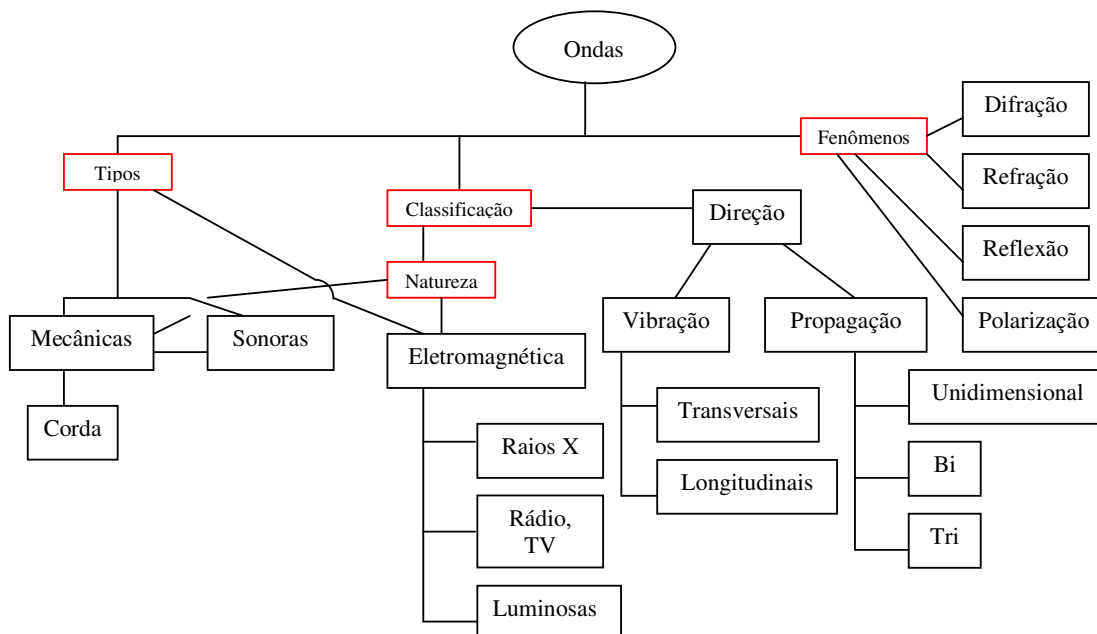 Ondas
Difração
Fenômenos
Tipos
Refração
Classificação
Direção
Reflexão
Natureza
Mecânicas
Sonoras
Vibração
Propagação
Polarização
Eletromagnética
Unidimensional
Transversais
Corda
Raios X
Bi
Longitudinais
Rádio,
TV
Tri
Luminosas